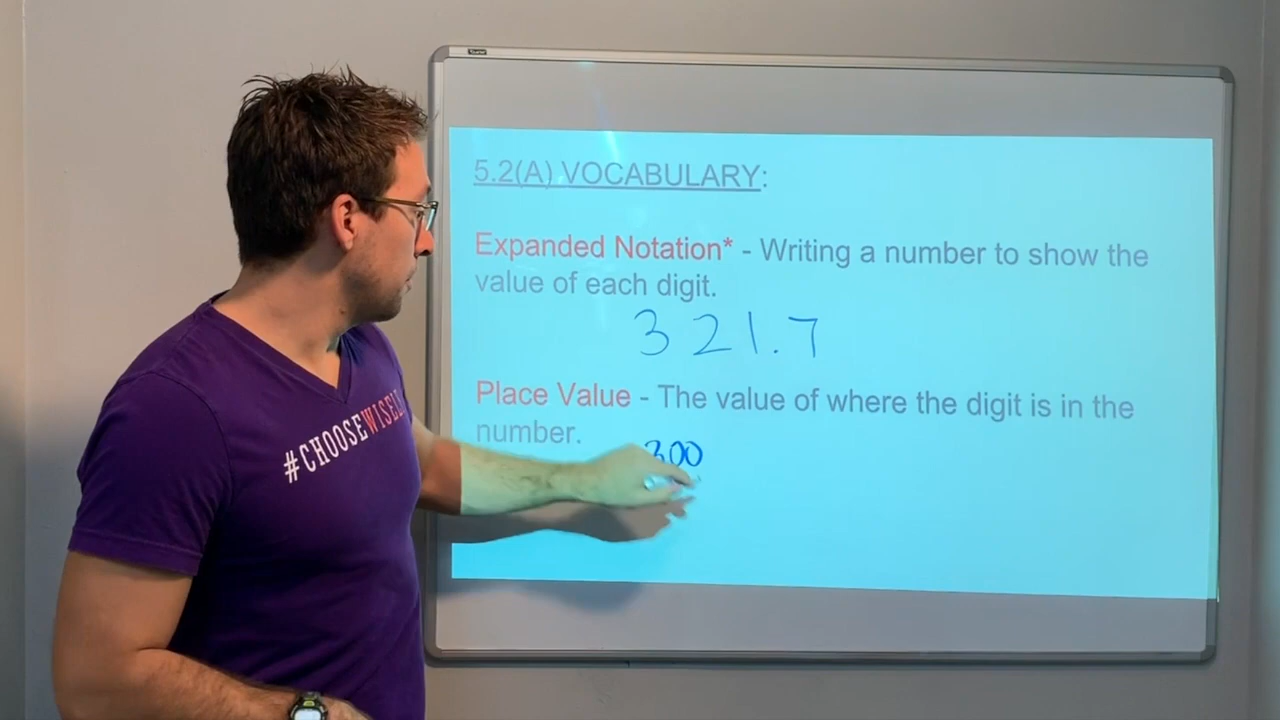 5.2(A) VOCABULARY:
Expanded Notation* - Writing a number to show the
value of each digit.
321.7
Place Value - The value of where the digit is in the
number.
300
#CHOOSEWISEL